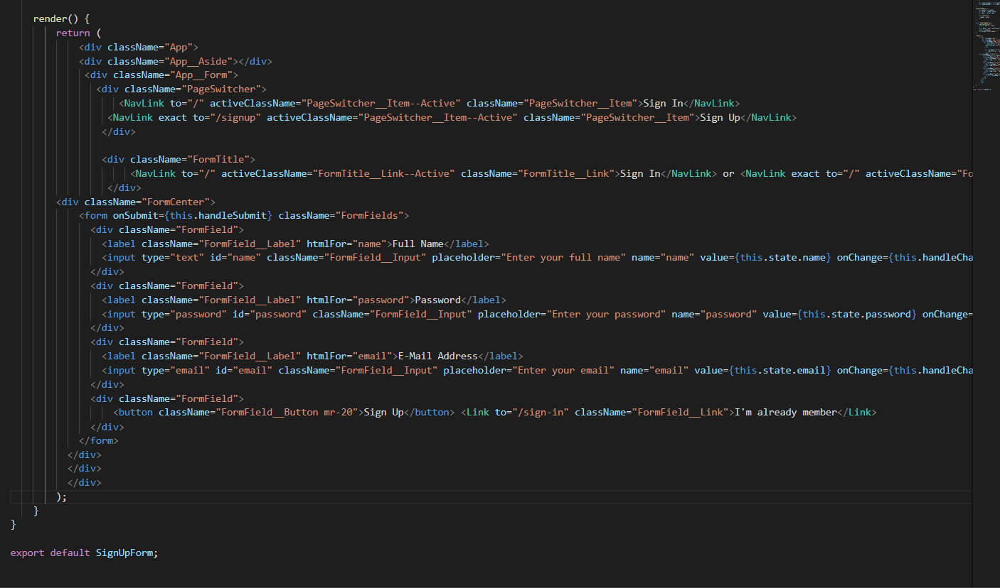 render() {
return (
<div className="App">
<div className="App__Aside"></div>
<div className="App__Form">
<div className="PageSwitcher">
<NavLink to="/" activeClassName="PageSwitcher__Item--Active" className="PageSwitcher__Item">Sign In</NavLink>
<NavLink exact to="/signup" activeClassName="PageSwitcher__Item--Active" className="PageSwitcher__Item">Sign Up</NavLink>
</div>
<div className="FormTitle">
<NavLink to="/" activeClassName="FormTitle__Link--Active" className="FormTitle__Link">Sign In</NavLink> or <NavLink exact to="/" activeClassName="Fo
</div>
<div className="FormCenter">
<form onSubmit={this.handleSubmit} className="FormFields">
<div className="FormField">
<label className="FormField__Label" htmlFor="name">Full Name</label>
<input type="text" id="name" className="FormField__Input" placeholder="Enter your full name" name="name" value={this.state.name} onChange={this.handleCha
</div>
<div className="FormField">
<label className="FormField__Label" htmlFor="password">Password</label>
<input type="password" id="password" className="FormField__Input" placeholder="Enter your password" name="password" value={this.state.password} onChange=
</div>
<div className="FormField">
<label className="FormField__Label" htmlFor="email">E-Mail Address</label>
<input type="email" id="email" className="FormField__Input" placeholder="Enter your email" name="email" value={this.state.email} onChange={this.handleCha
</div>
<div className="FormField">
<button className="FormField__Button mr-20">Sign Up</button> <Link to="/sign-in" className="FormField__Link">I'm already member</Link>
</div>
</form>
</div>
</div>
</div>
);
}
}
export default SignUpForm;